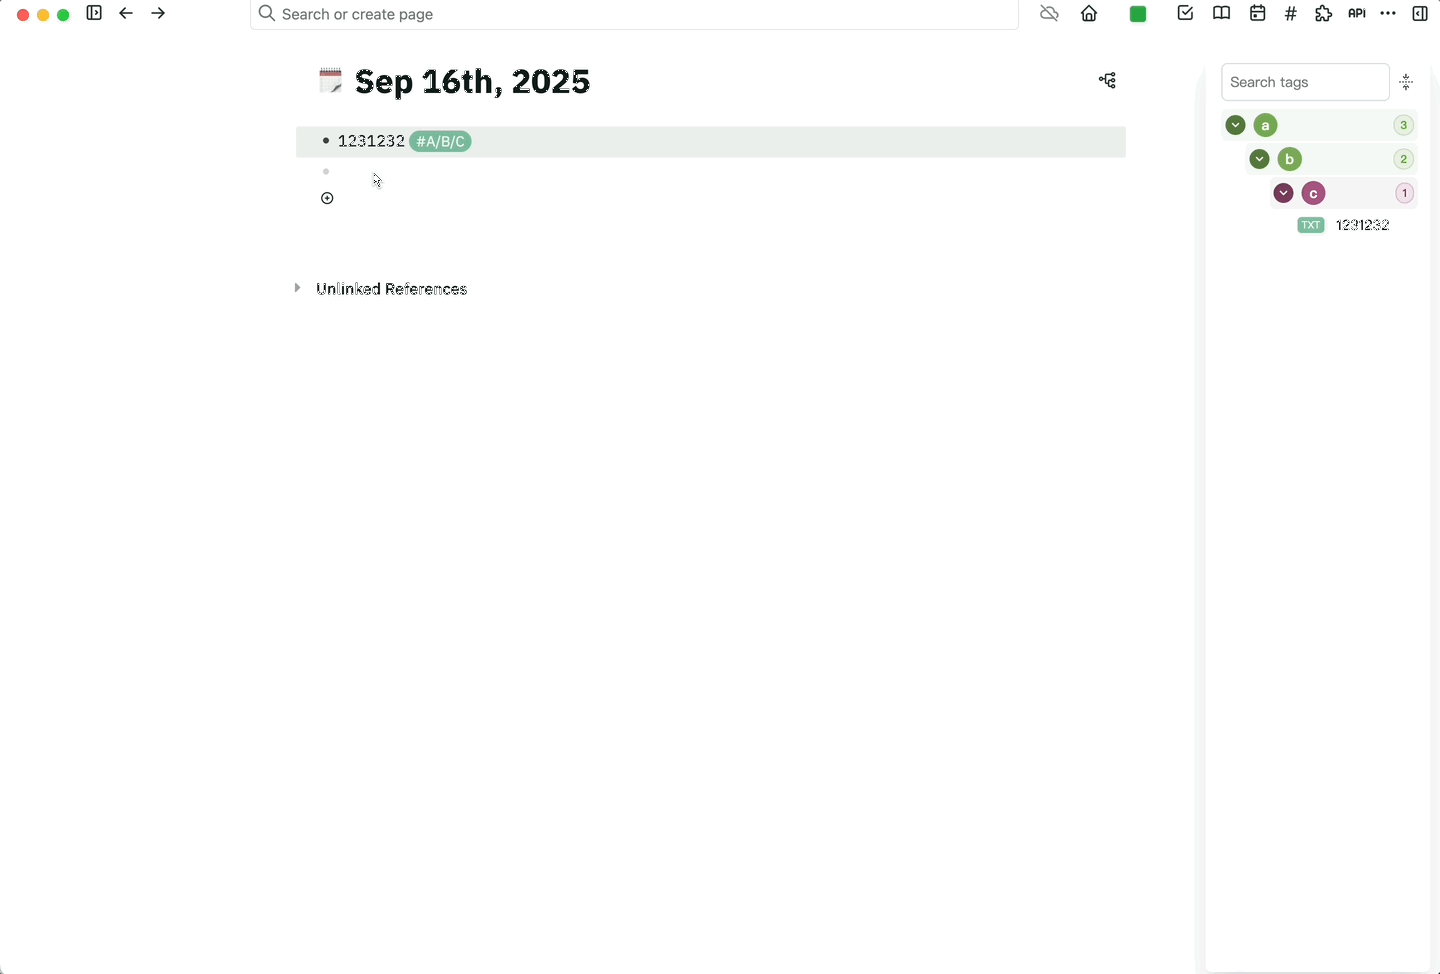 Search or create page
API
Sep 16th, 2025
1231232 #A/B/C
Unlinked References
Search tags
a 3
b 2
c 1
TXT 1231232